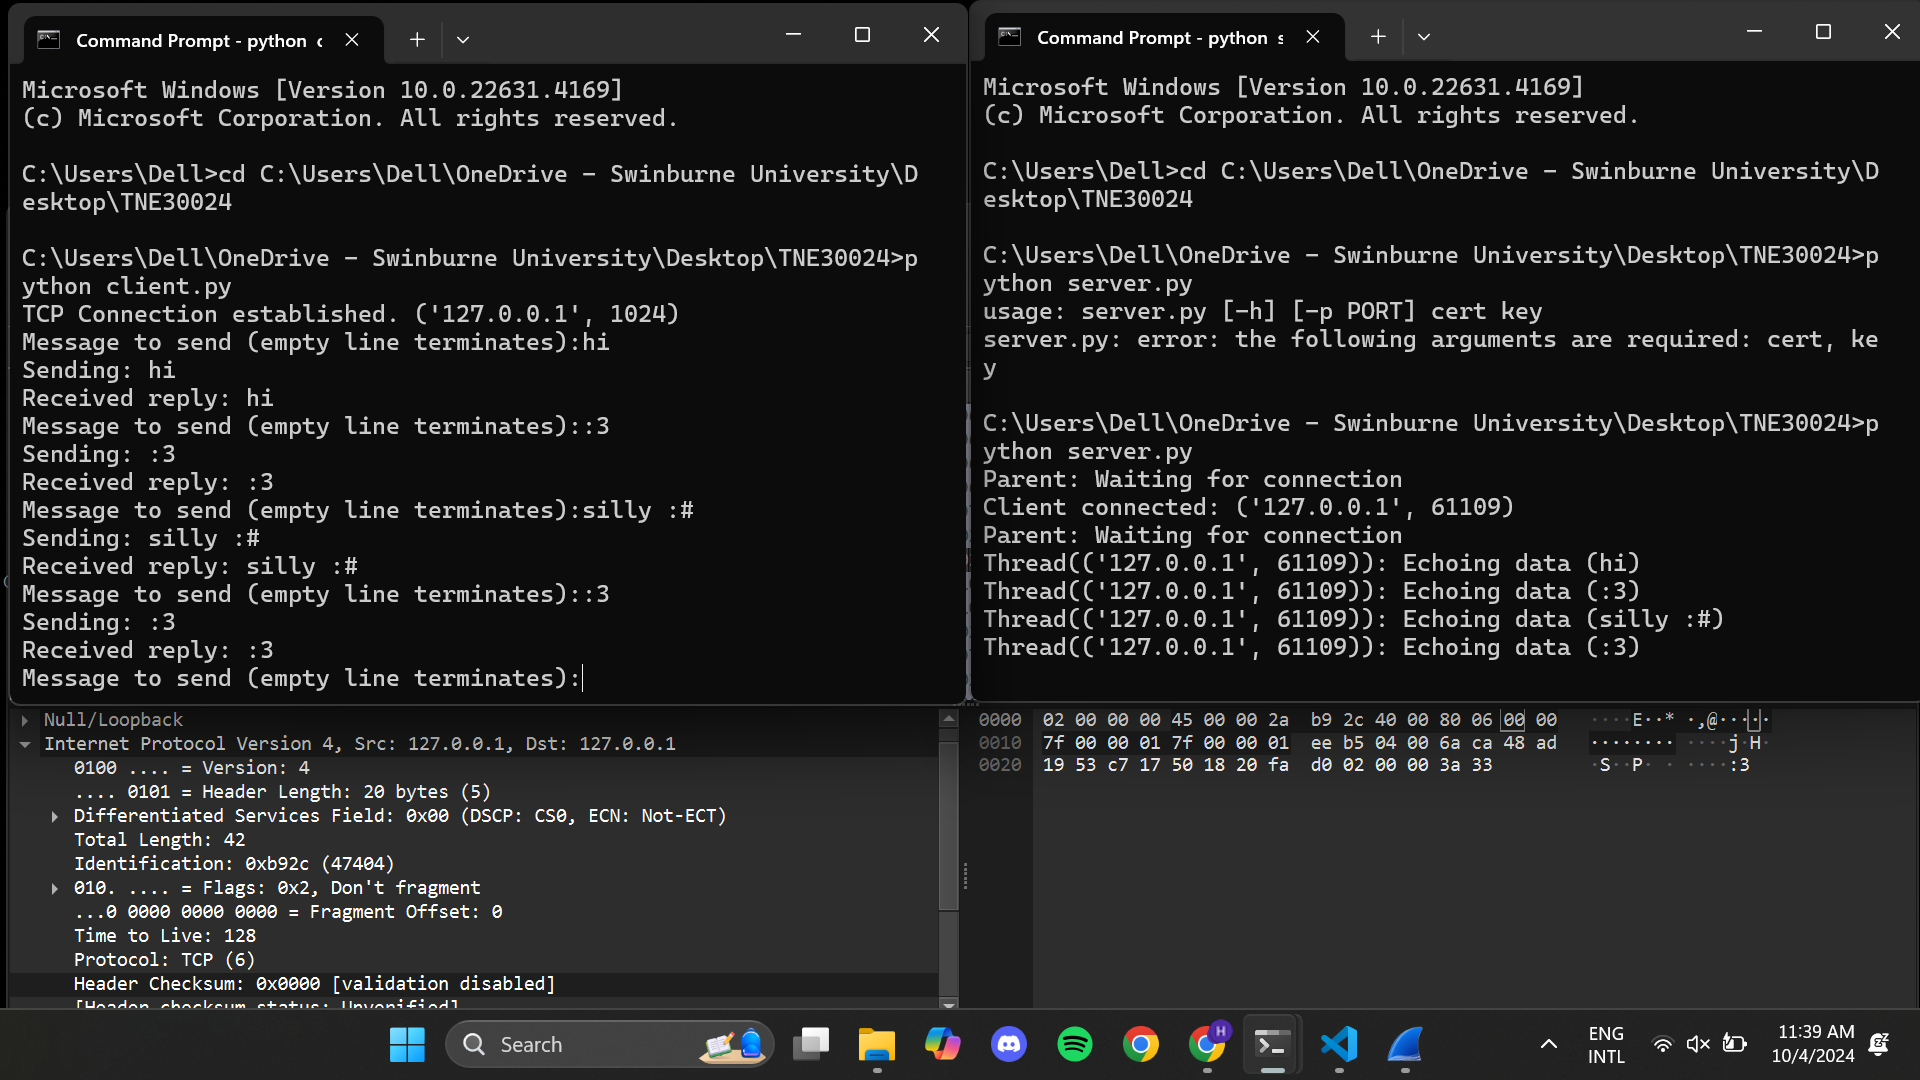 Command Prompt - python c
Microsoft Windows [Version 10.0.22631.4169]
(c) Microsoft Corporation. All rights reserved.
C:\Users\Dell>cd C:\Users\Dell\OneDrive - Swinburne University\D
esktop\TNE30024
C:\Users\Dell\OneDrive - Swinburne University\Desktop\TNE30024>p
ython client.py
TCP Connection established. ('127.0.0.1', 1024)
Message to send (empty line terminates):hi
Sending: hi
Received reply: hi
Message to send (empty line terminates)::3
Sending: :3
Received reply: :3
Message to send (empty line terminates):silly :#
Sending: silly :#
Received reply: silly :#
Message to send (empty line terminates)::3
Sending: :3
Received reply: :3
Message to send (empty line terminates):
Command Prompt - python s
Microsoft Windows [Version 10.0.22631.4169]
(c) Microsoft Corporation. All rights reserved.
C:\Users\Dell>cd C:\Users\Dell\OneDrive - Swinburne University\D
esktop\TNE30024
C:\Users\Dell\OneDrive - Swinburne University\Desktop\TNE30024>p
ython server.py
usage: server.py [-h] [-p PORT] cert key
server.py: error: the following arguments are required: cert, ke
y
C:\Users\Dell\OneDrive - Swinburne University\Desktop\TNE30024>p
ython server.py
Parent: Waiting for connection
Client connected: ('127.0.0.1', 61109)
Parent: Waiting for connection
Thread(('127.0.0.1', 61109)): Echoing data (hi)
Thread(('127.0.0.1', 61109)): Echoing data (:3)
Thread(('127.0.0.1', 61109)): Echoing data (silly :#)
Thread(('127.0.0.1', 61109)): Echoing data (:3)
Null/Loopback
Internet Protocol Version 4, Src: 127.0.0.1, Dst: 127.0.0.1
0100 .... = Version: 4
.... 0101 = Header Length: 20 bytes (5)
Differentiated Services Field: 0x00 (DSCP: CS0, ECN: Not-ECT)
Total Length: 42
Identification: 0xb92c (47404)
010. .... = Flags: 0x2, Don't fragment
...0 0000 0000 0000 = Fragment Offset: 0
Time to Live: 128
Protocol: TCP (6)
Header Checksum: 0x0000 [validation disabled]
[Header checksum status: Unverified]
0000 02 00 00 00 45 00 00 2a b9 2c 40 00 80 06 00 00 ····E··* ·,@·····
0010 7f 00 00 01 7f 00 00 01 ee b5 04 00 6a ca 48 ad ········ ····j·H·
0020 19 53 c7 17 50 18 20 fa d0 02 00 00 3a 33 ·S··P· · ····:3
Search
H
ENG
INTL
11:39 AM
10/4/2024